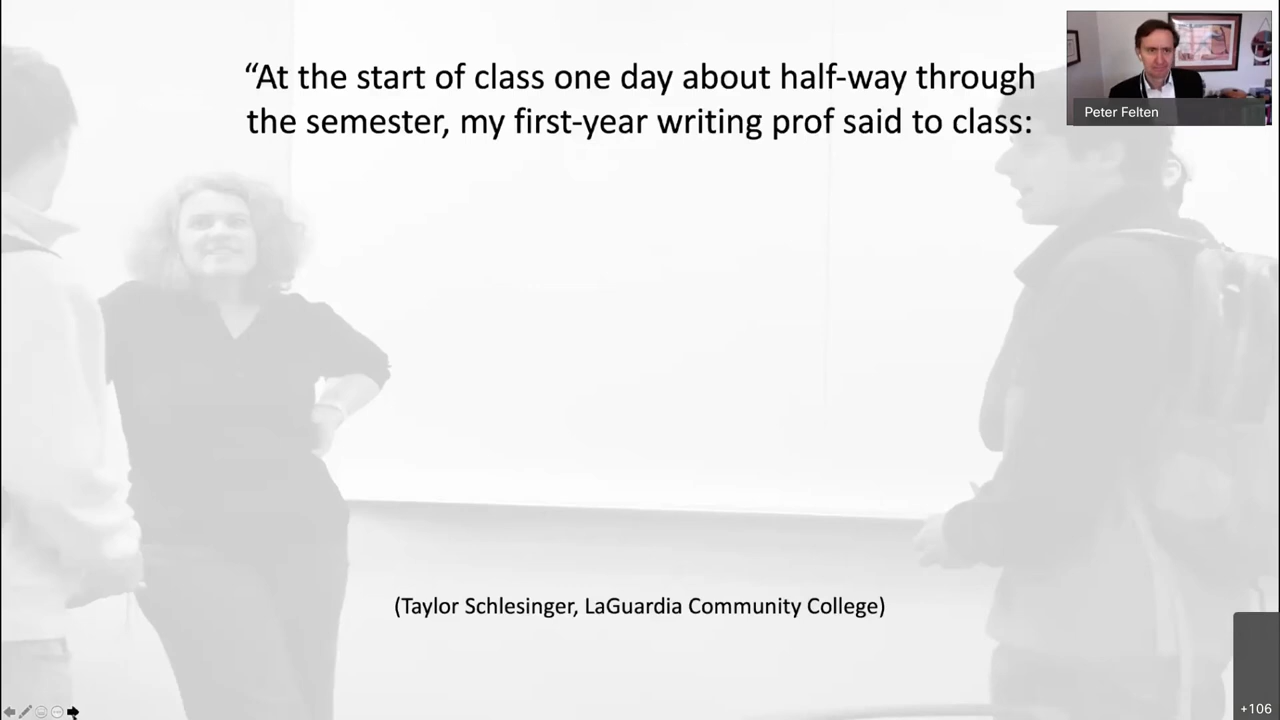 “At the start of class one day about half-way through
the semester, my first-year writing prof said to class:
Peter Felten
(Taylor Schlesinger, LaGuardia Community College)
+106